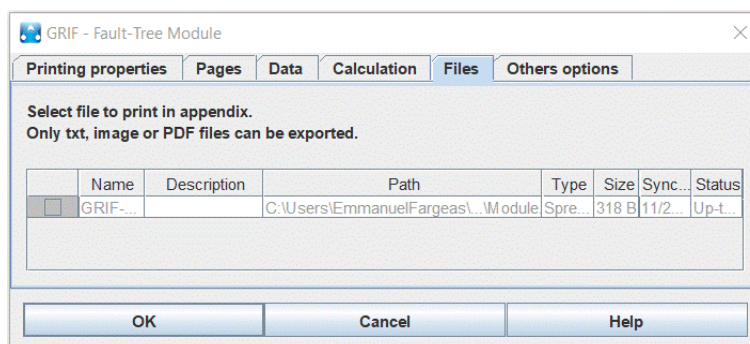 GRIF - Fault-Tree Module
Printing properties Pages Data Calculation Files Others options
Select file to print in appendix.
Only txt, image or PDF files can be exported.
Name Description Path Type Size Sync... Status
GRIF-... C:\Users\EmmanuelFargeas\...\Module Spre... 318 B 11/2... Up-t...
OK Cancel Help